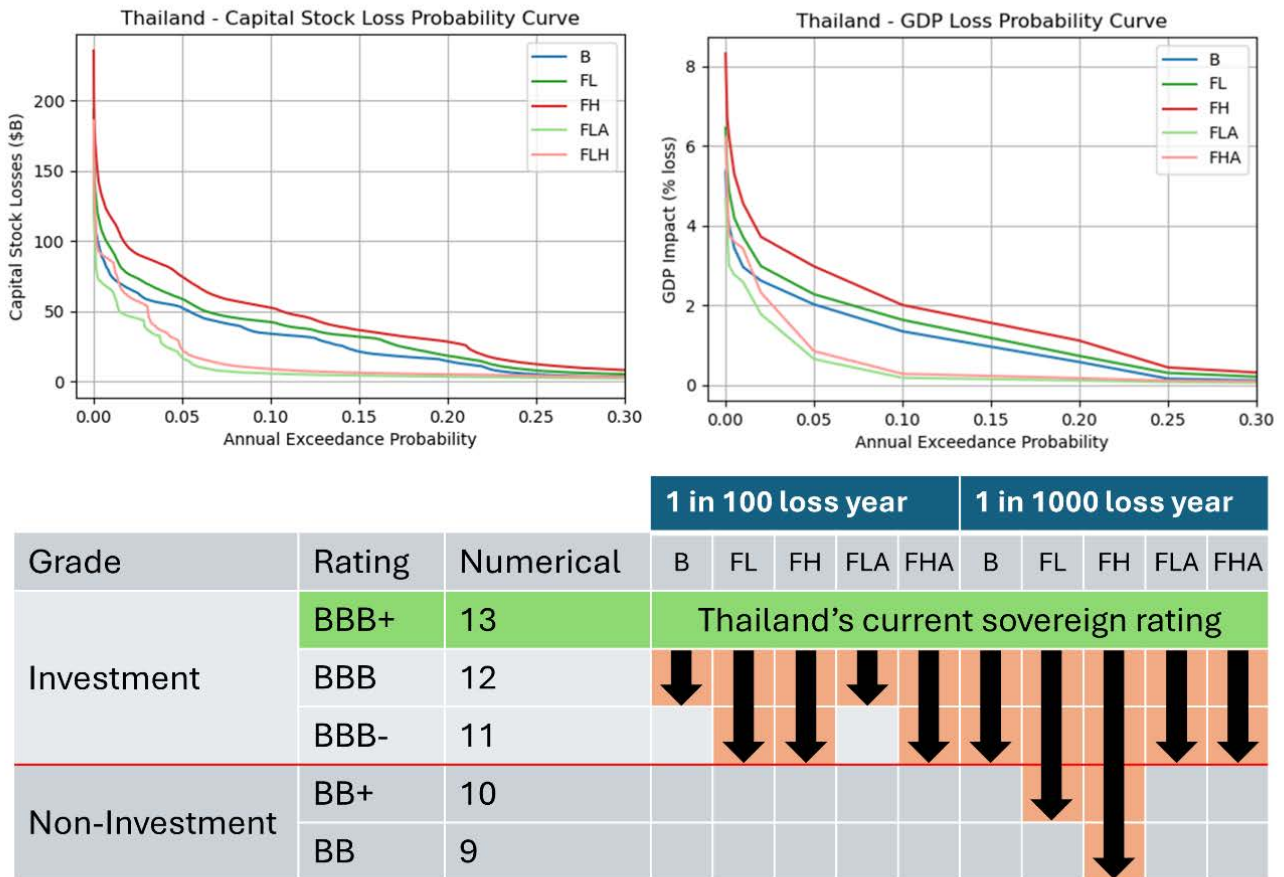 Thailand - Capital Stock Loss Probability Curve
Capital Stock Losses ($B)
200
150
100
50
0
B
FL
FH
FLA
FLH
0.00 0.05 0.10 0.15 0.20 0.25 0.30
Annual Exceedance Probability
Thailand - GDP Loss Probability Curve
GDP Impact (% loss)
8
6
4
2
0
B
FL
FH
FLA
FHA
0.00 0.05 0.10 0.15 0.20 0.25 0.30
Annual Exceedance Probability
1 in 100 loss year 1 in 1000 loss year
Grade Rating Numerical B FL FH FLA FHA B FL FH FLA FHA
BBB+ 13 Thailand's current sovereign rating
Investment BBB 12
BBB- 11
BB+ 10
Non-Investment
BB 9